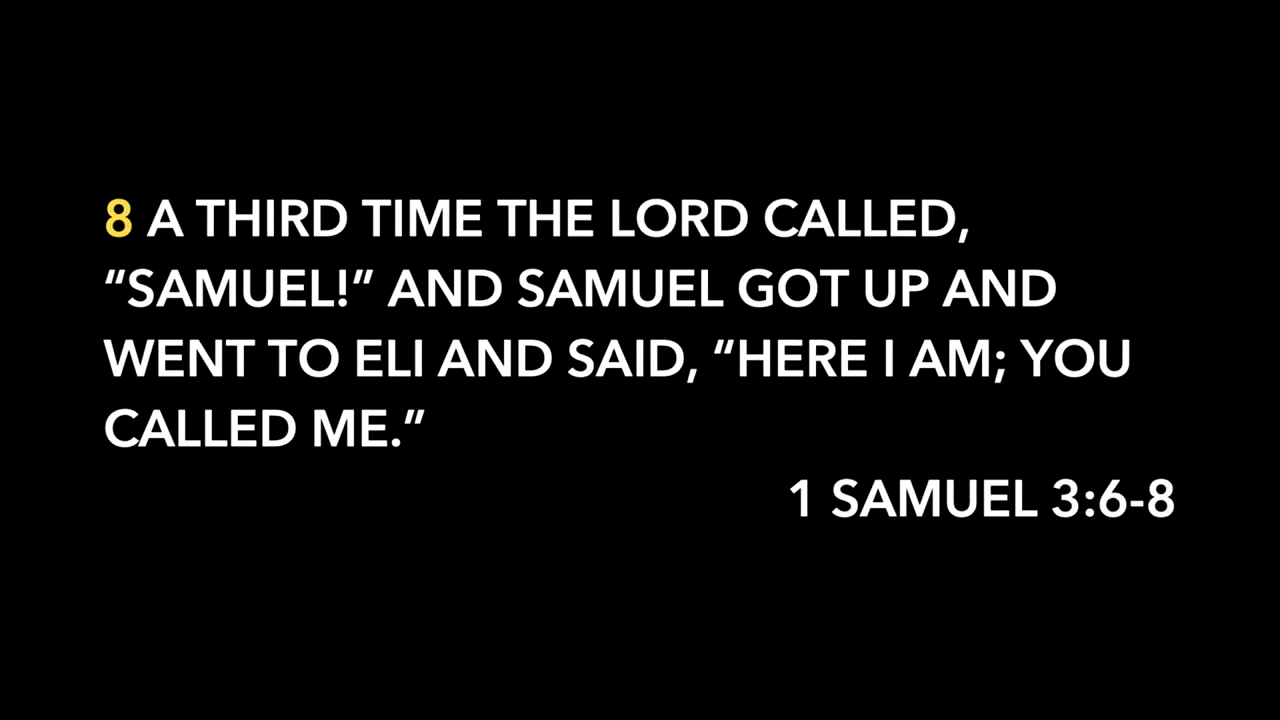 8 A THIRD TIME THE LORD CALLED,
“SAMUEL!” AND SAMUEL GOT UP AND
WENT TO ELI AND SAID, “HERE I AM; YOU
CALLED ME.”
1 SAMUEL 3:6-8